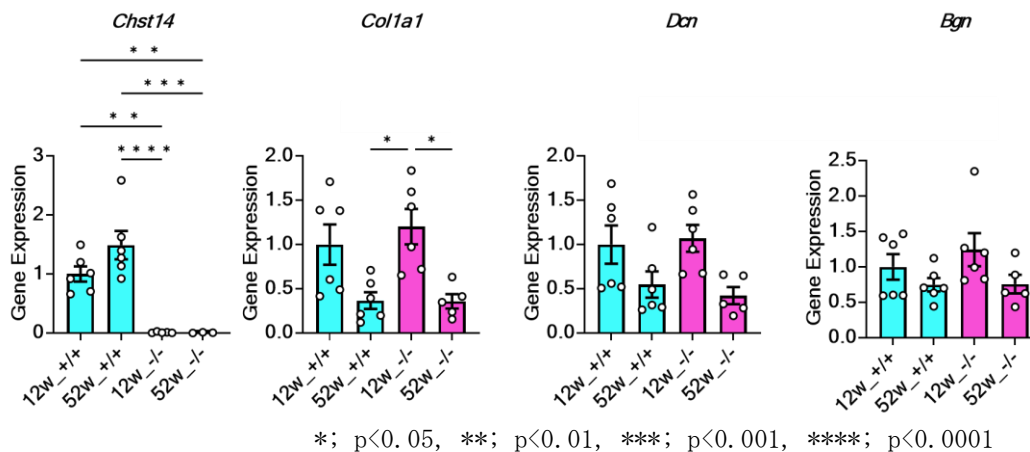 Chst14 Col1a1 Dcn Bgn
* *
* * *
* *
* * * *
* *
Gene Expression
3
2
1
0
12w_+/+ 52w_+/+ 12w_-/- 52w_-/-
Gene Expression
2.0
1.5
1.0
0.5
0.0
12w_+/+ 52w_+/+ 12w_-/- 52w_-/-
Gene Expression
2.0
1.5
1.0
0.5
0.0
12w_+/+ 52w_+/+ 12w_-/- 52w_-/-
Gene Expression
2.5
2.0
1.5
1.0
0.5
0.0
12w_+/+ 52w_+/+ 12w_-/- 52w_-/-
*; p<0.05, **; p<0.01, ***; p<0.001, ****; p<0.0001